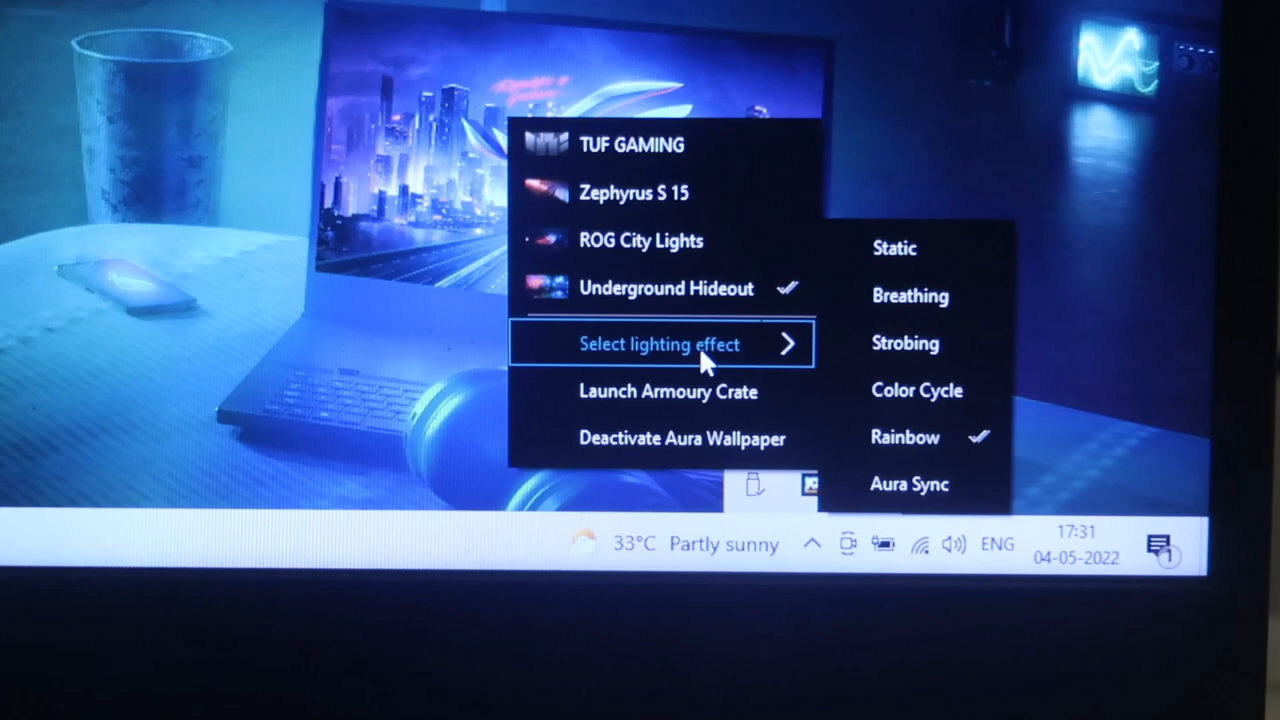 TUF GAMING
Zephyrus S 15
ROG City Lights
Underground Hideout
Select lighting effect
Launch Armoury Crate
Deactivate Aura Wallpaper
Static
Breathing
Strobing
Color Cycle
Rainbow
Aura Sync
33°C Partly sunny
ENG
17:31
04-05-2022
1